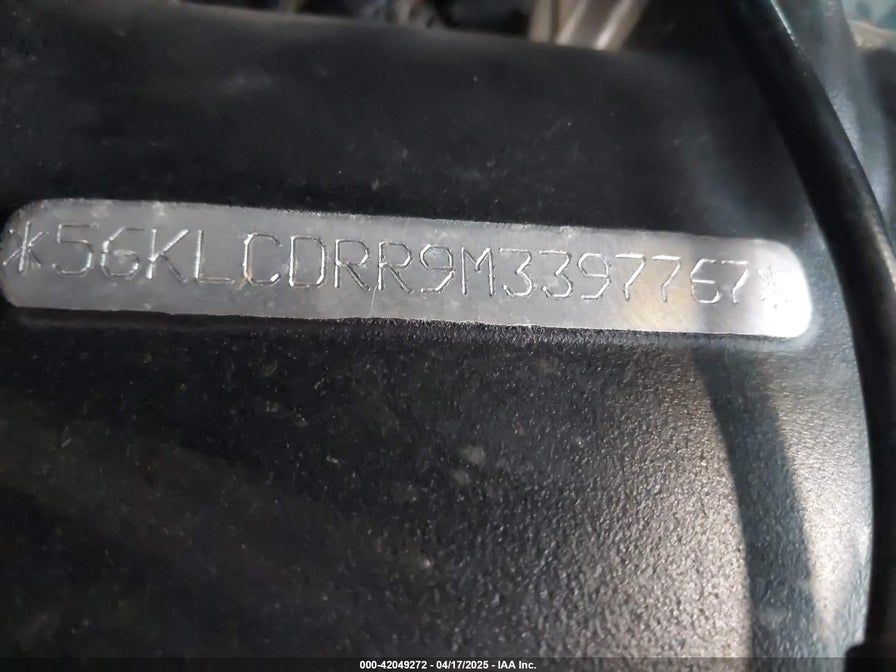 *56KLCDRR9M3397767*
000-42049272 - 04/17/2025 - IAA Inc.